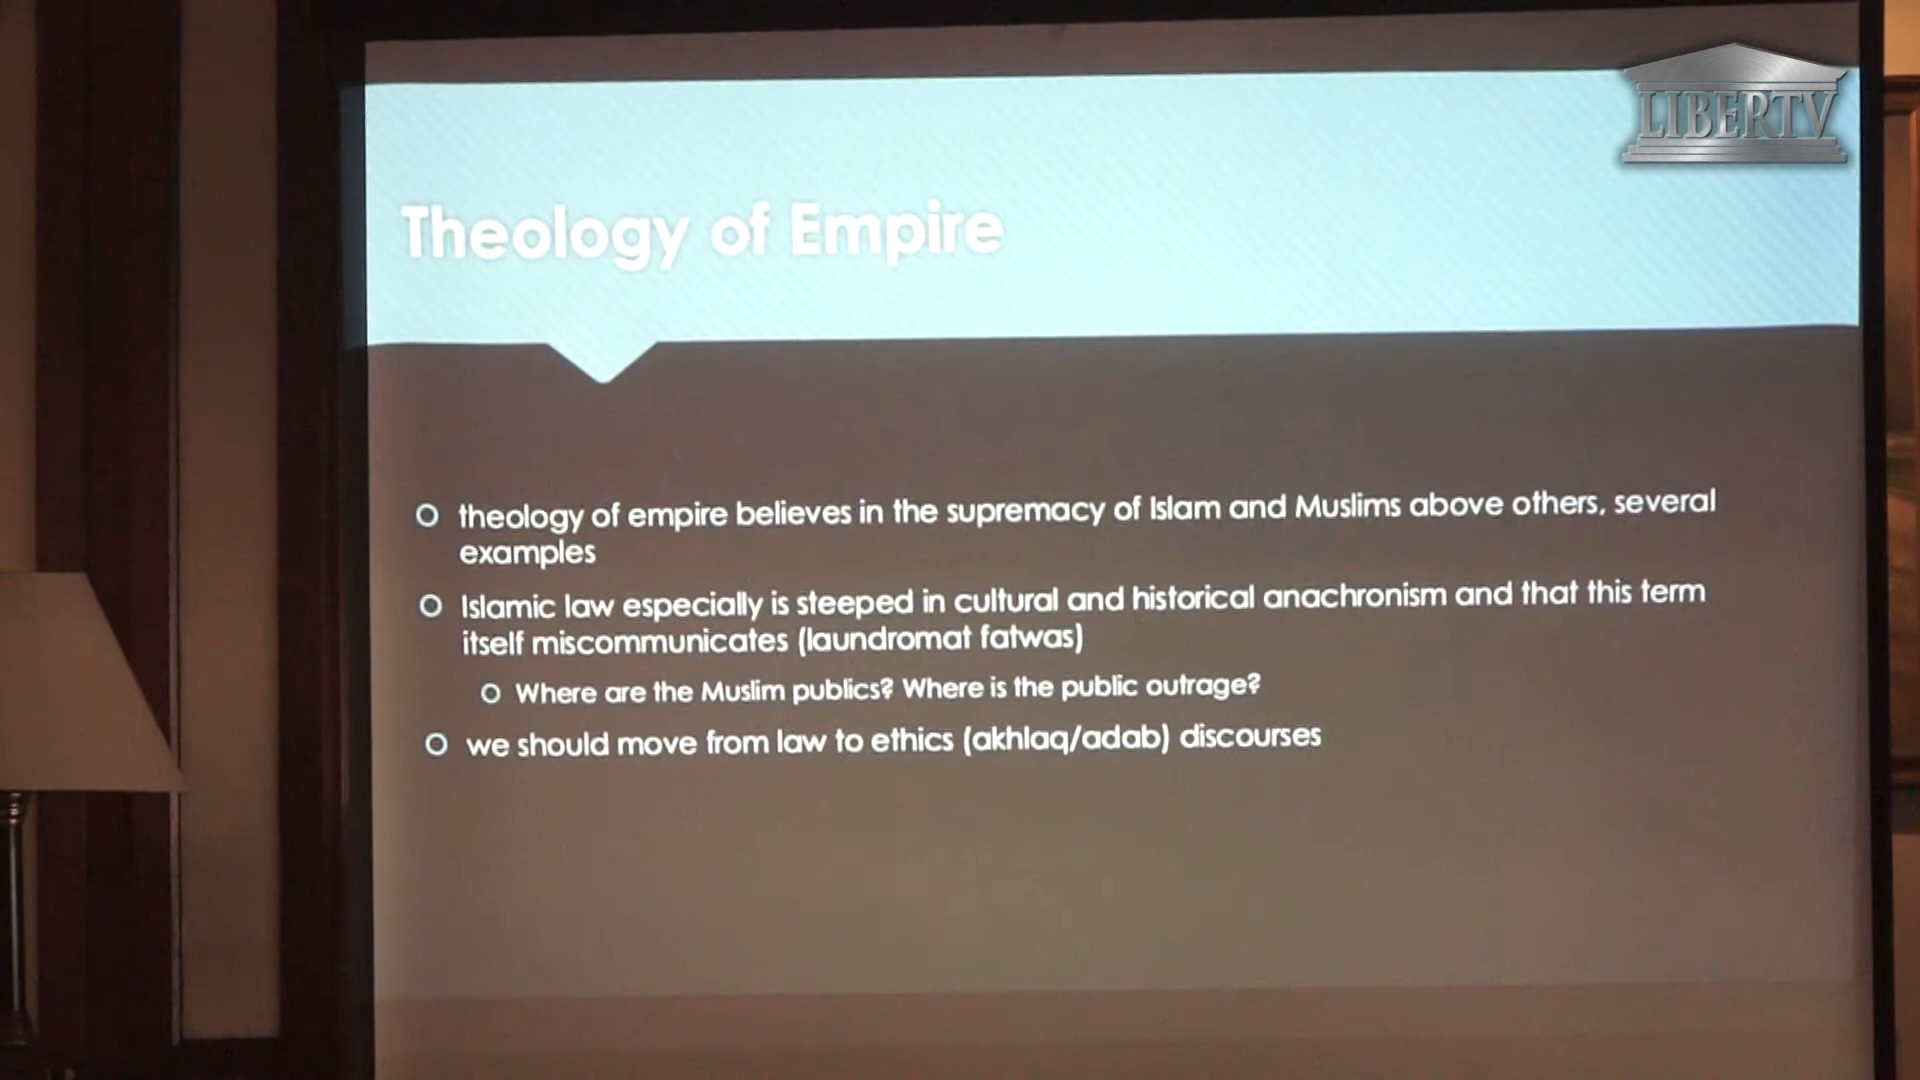 LIBERTV
Theology of Empire
theology of empire believes in the supremacy of Islam and Muslims above others, several
examples
Islamic law especially is steeped in cultural and historical anachronism and that this term
itself miscommunicates (laundromat fatwas)
Where are the Muslim publics? Where is the public outrage?
we should move from law to ethics (akhlaq/adab) discourses